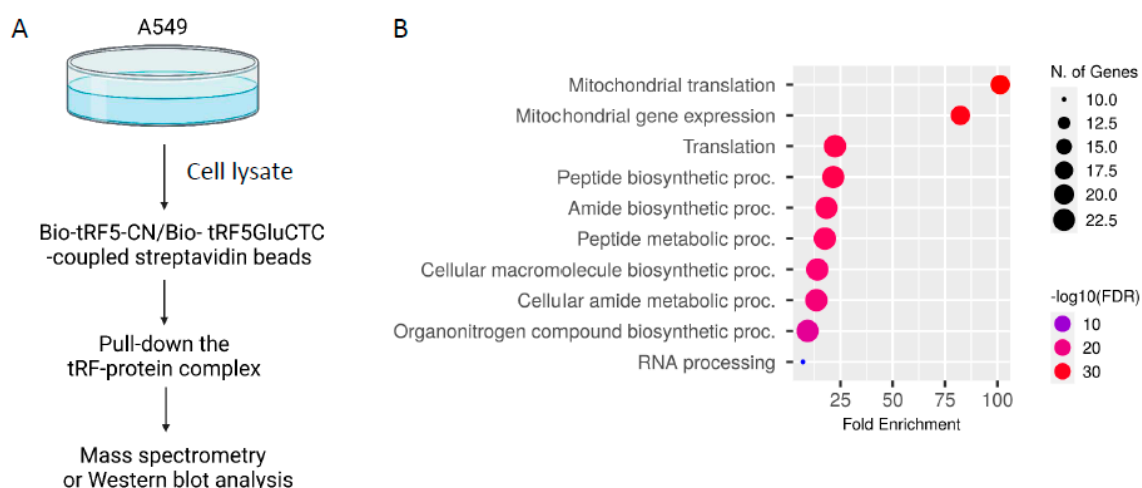 A
A549
Cell lysate
Bio-tRF5-CN/Bio- tRF5GluCTC
-coupled streptavidin beads
Pull-down the
tRF-protein complex
Mass spectrometry
or Western blot analysis
B
Mitochondrial translation
Mitochondrial gene expression
Translation
Peptide biosynthetic proc.
Amide biosynthetic proc.
Peptide metabolic proc.
Cellular macromolecule biosynthetic proc.
Cellular amide metabolic proc.
Organonitrogen compound biosynthetic proc.
RNA processing
25 50 75 100
Fold Enrichment
N. of Genes
10.0
12.5
15.0
17.5
20.0
22.5
-log10(FDR)
10
20
30